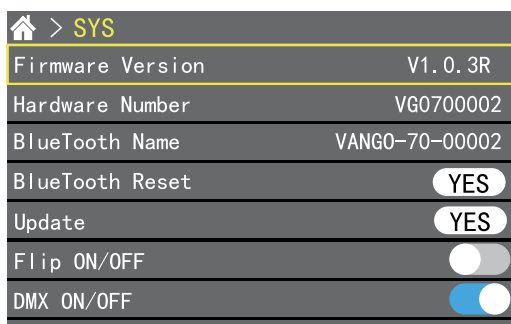 > SYS
Firmware Version V1.0.3R
Hardware Number VG0700002
BlueTooth Name VANGO-70-00002
BlueTooth Reset YES
Update YES
Flip ON/OFF
DMX ON/OFF